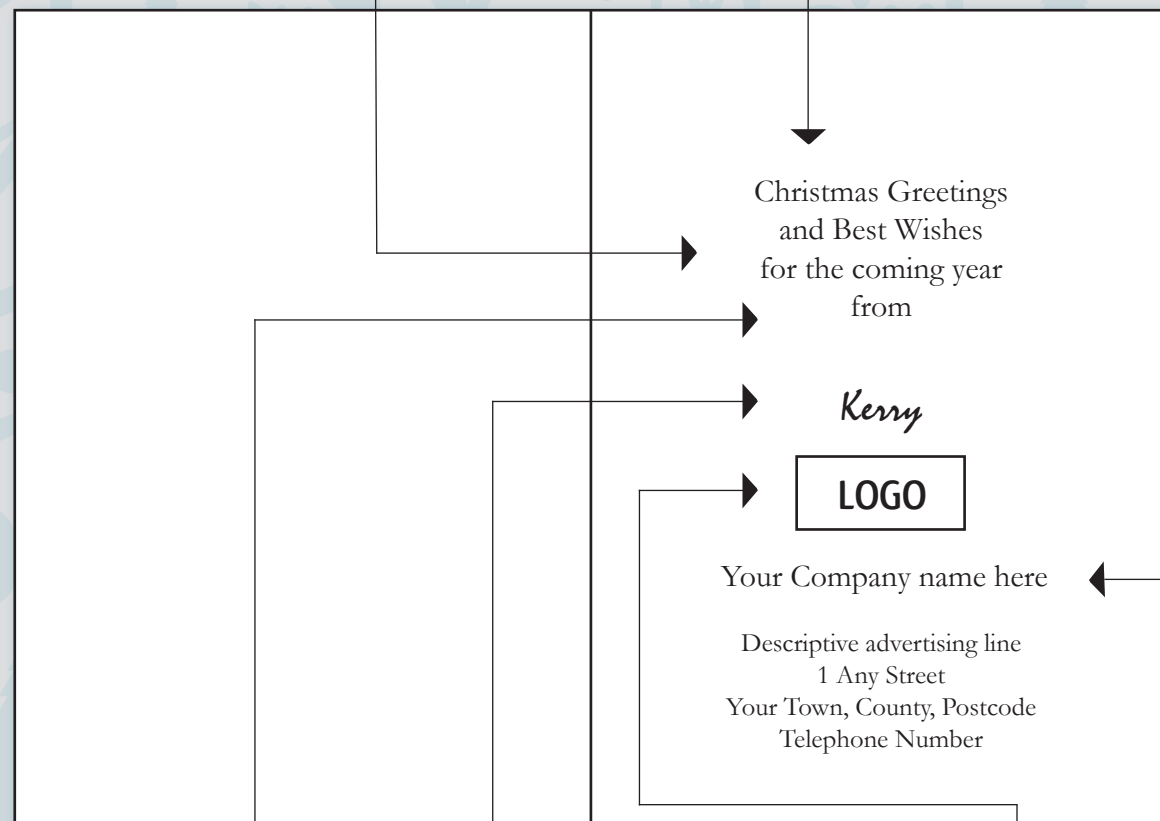 Christmas Greetings
and Best Wishes
for the coming year
from
Kerry
LOGO
Your Company name here
Descriptive advertising line
1 Any Street
Your Town, County, Postcode
Telephone Number